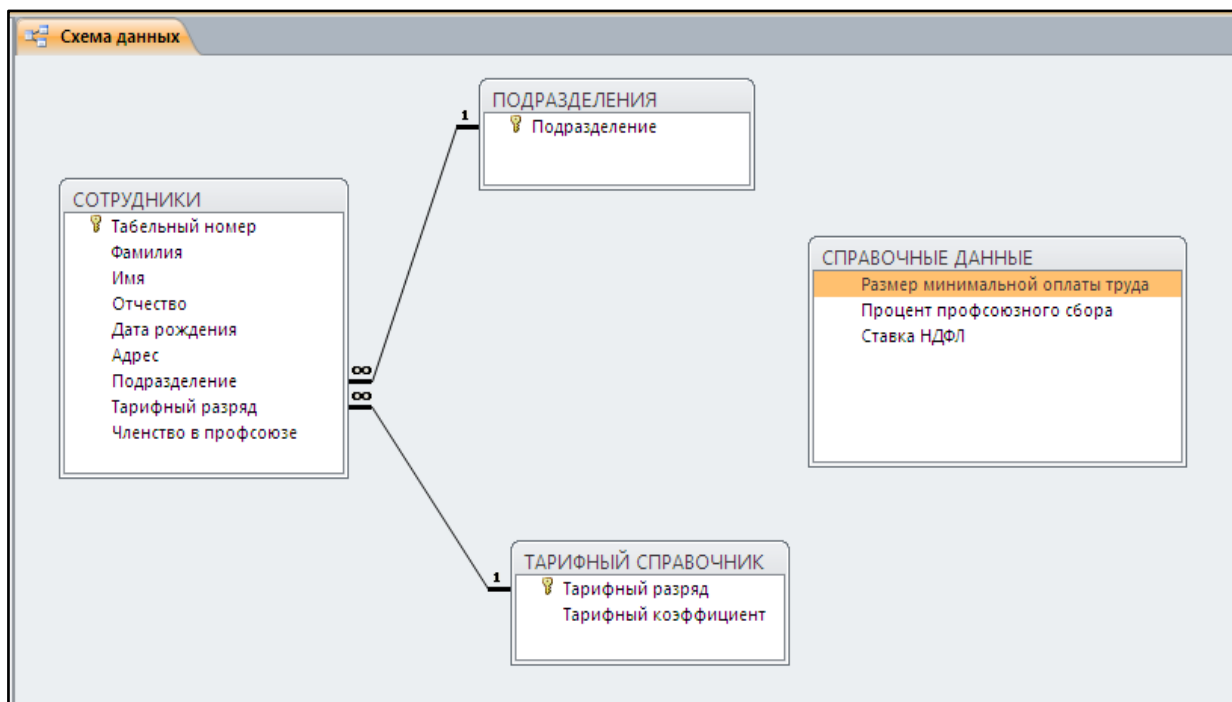 Схема данных
ПОДРАЗДЕЛЕНИЯ
1
Подразделение
СОТРУДНИКИ
Табельный номер
Фамилия
Имя
Отчество
Дата рождения
Адрес
Подразделение
Тарифный разряд
Членство в профсоюзе
∞
∞
СПРАВОЧНЫЕ ДАННЫЕ
Размер минимальной оплаты труда
Процент профсоюзного сбора
Ставка НДФЛ
ТАРИФНЫЙ СПРАВОЧНИК
1
Тарифный разряд
Тарифный коэффициент